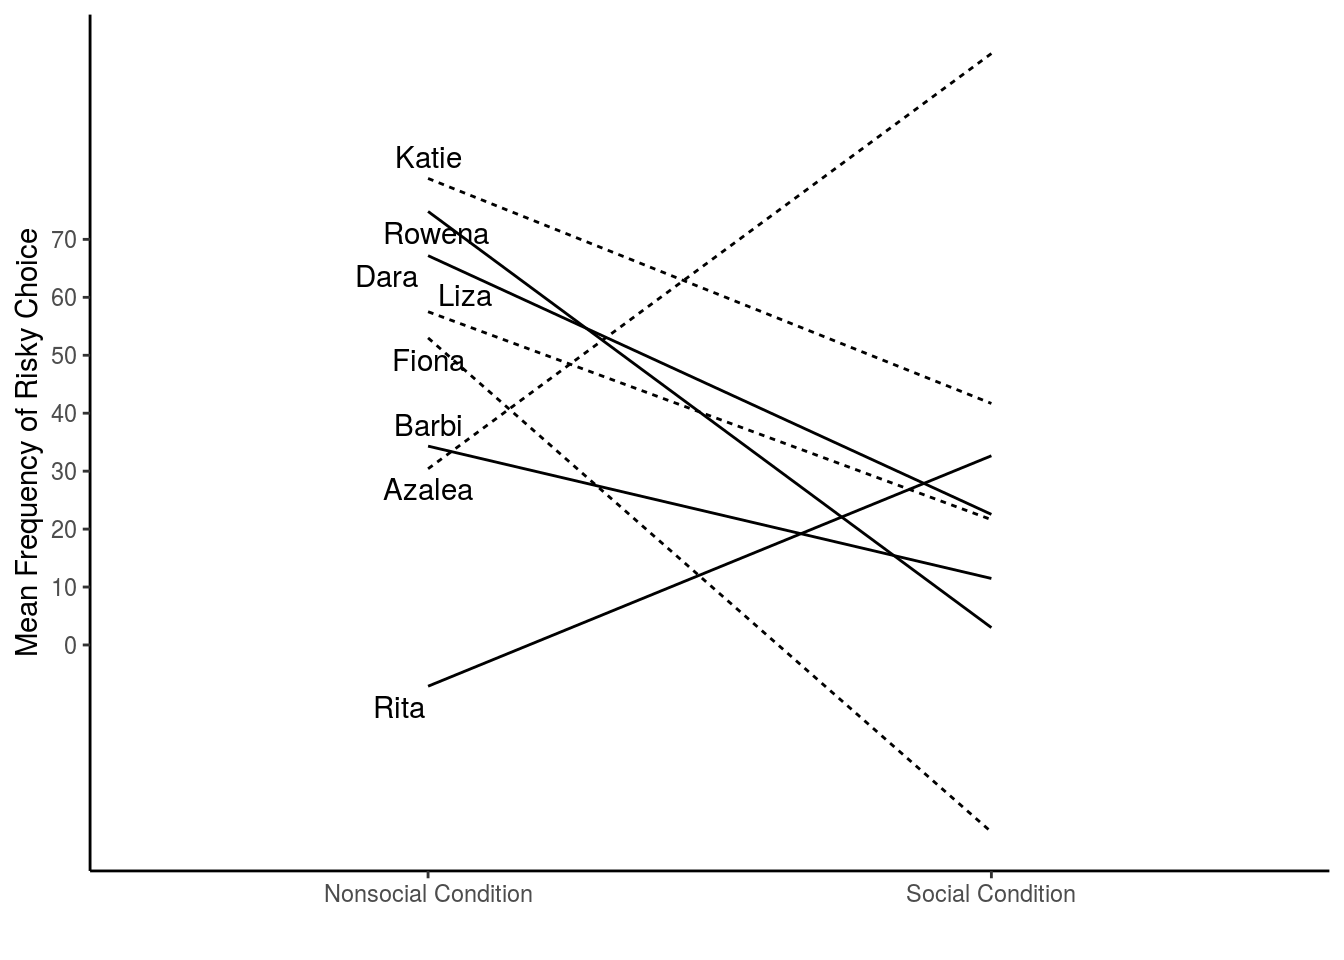 Mean Frequency of Risky Choice
70
60
50
40
30
20
10
0
Katie
Rowena
Dara
Liza
Fiona
Barbi
Azalea
Rita
Nonsocial Condition
Social Condition